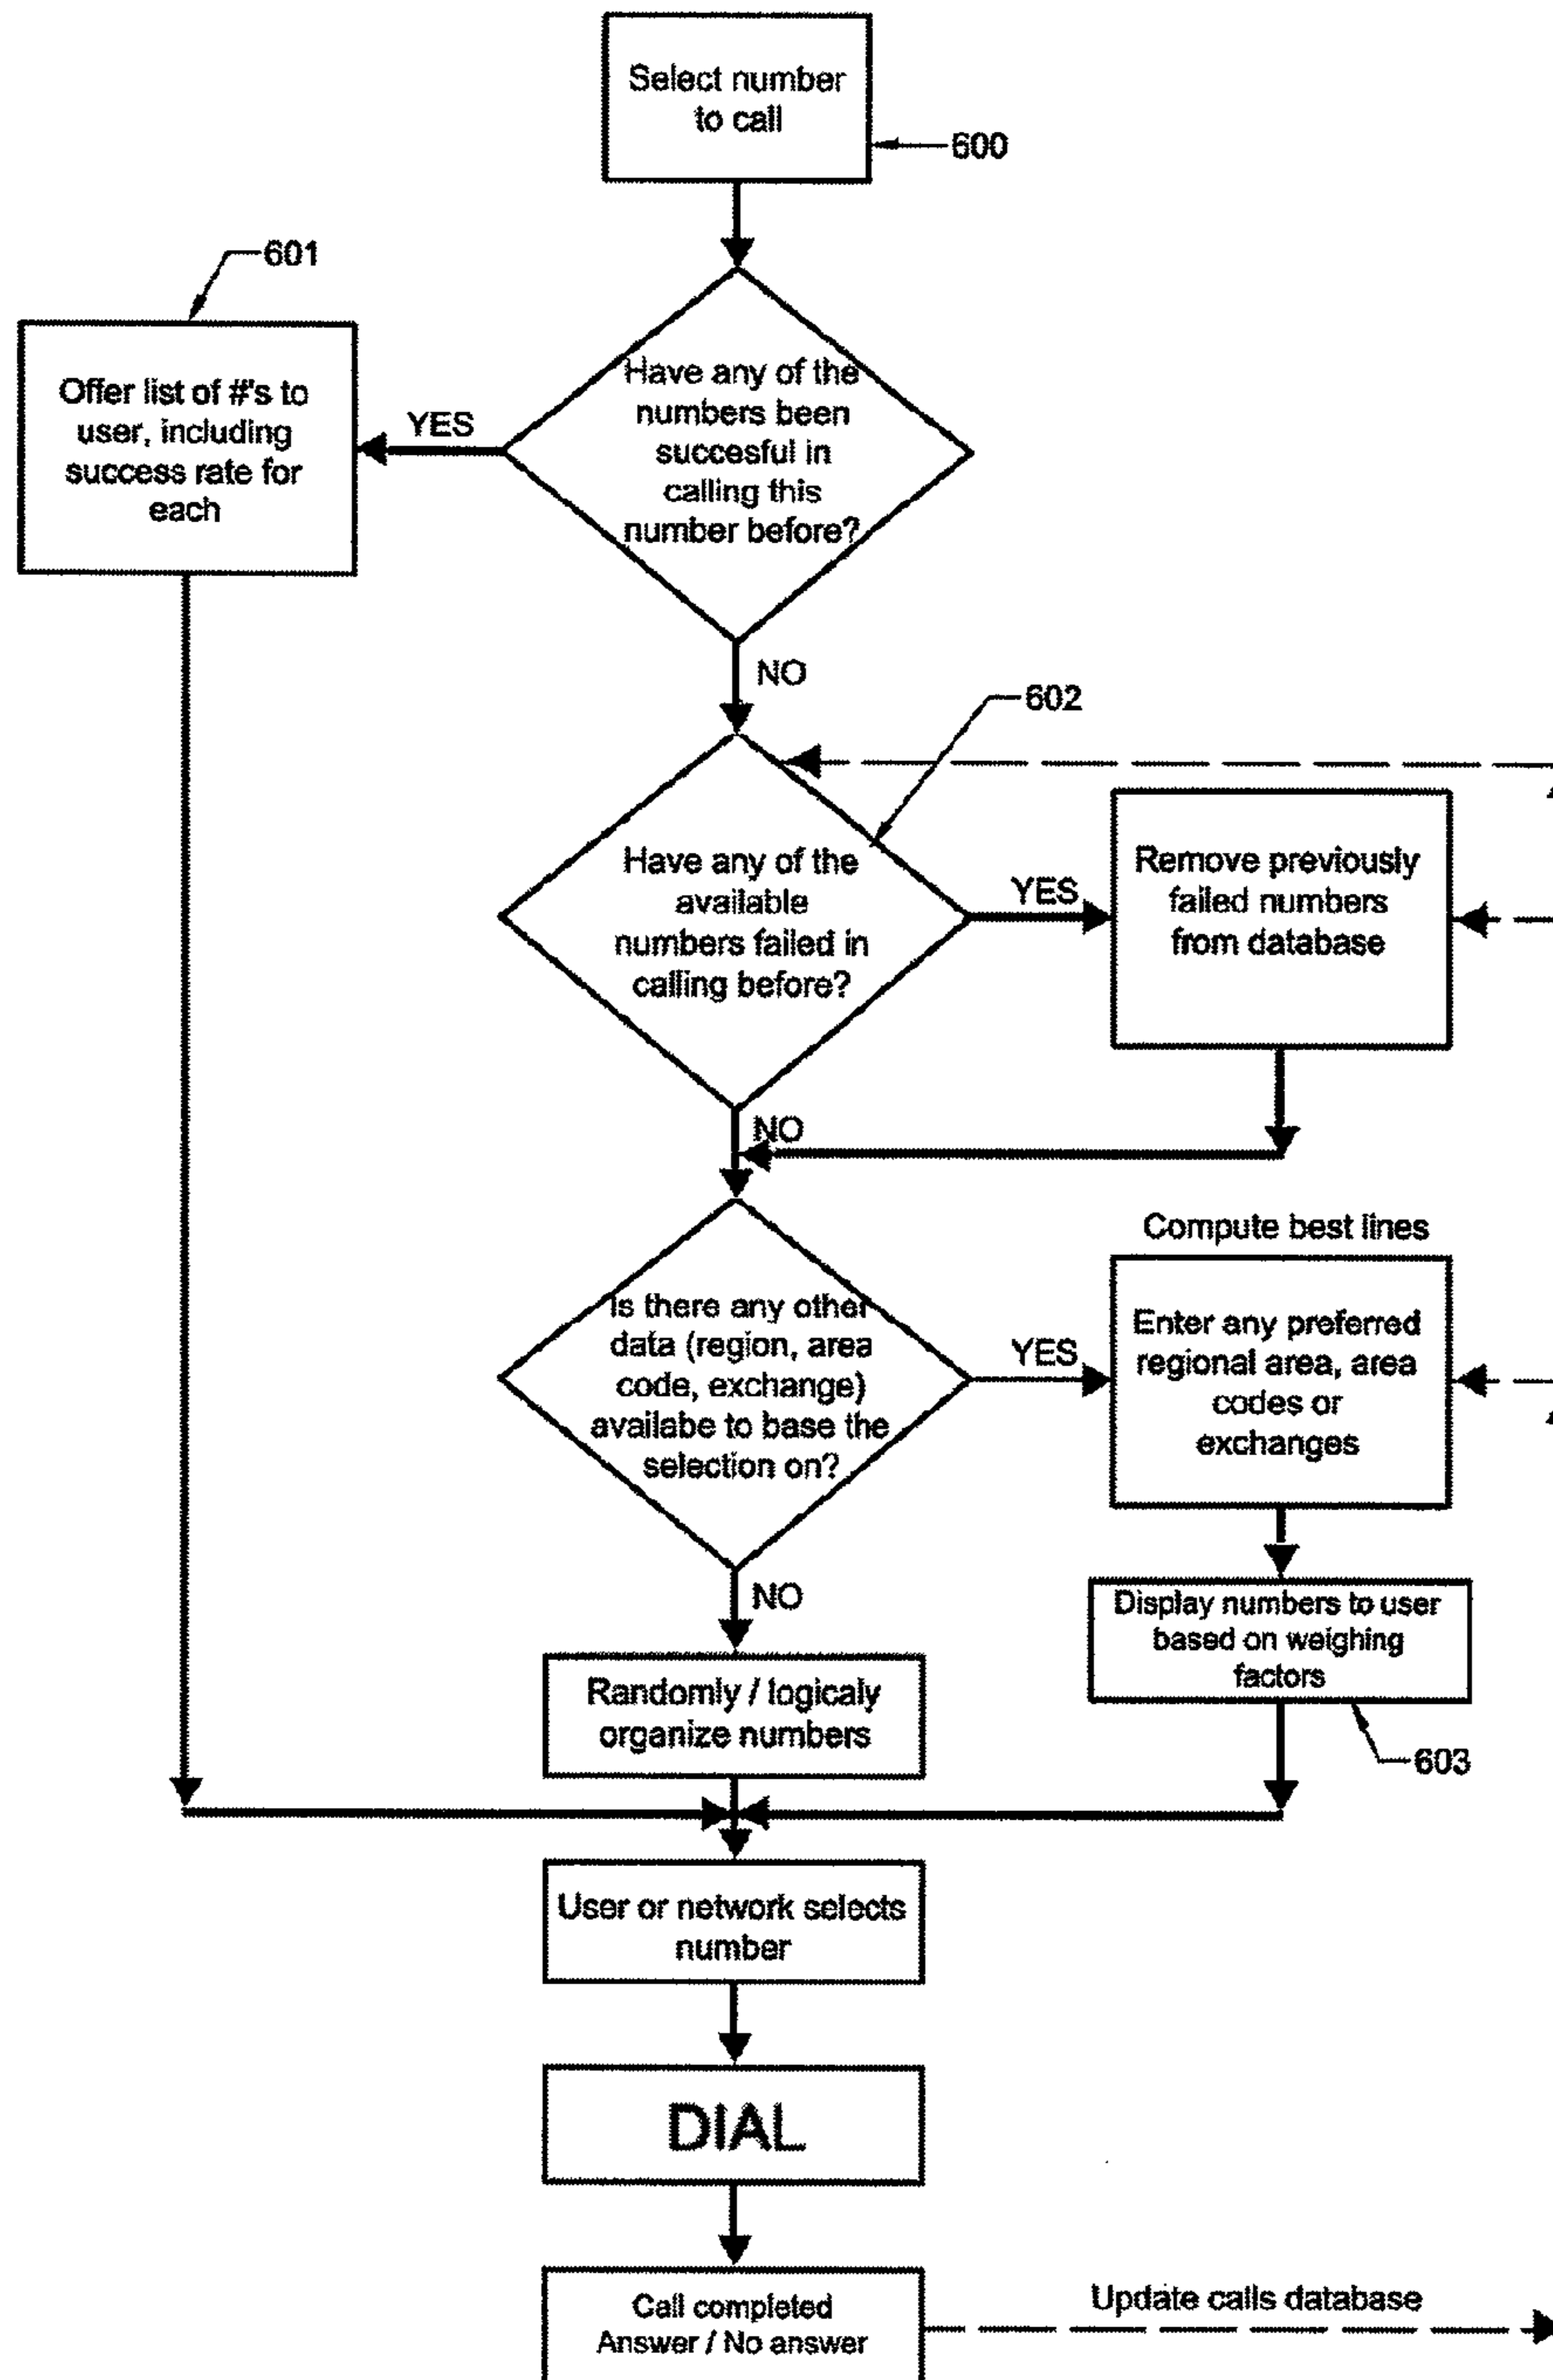 Select number
to call
600
601
Offer list of #'s to
user, including
success rate for
each
YES
Have any of the
numbers been
succesful in
calling this
number before?
NO
602
Have any of the
available
numbers failed in
calling before?
YES
Remove previously
failed numbers
from database
NO
Compute best lines
Is there any other
data (region, area
code, exchange)
availabe to base the
selection on?
YES
Enter any preferred
regional area, area
codes or
exchanges
NO
Display numbers to user
based on weighing
factors
603
Randomly / logicaly
organize numbers
User or network selects
number
DIAL
Call completed
Answer / No answer
Update calls database